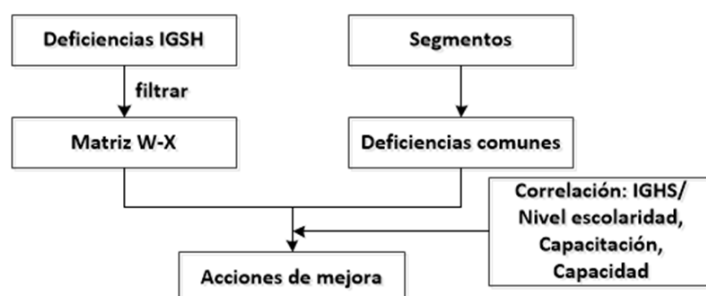 Deficiencias IGSH
Segmentos
filtrar
Matriz W-X
Deficiencias comunes
Correlación: IGHS/
Nivel escolaridad,
Capacitación,
Capacidad
Acciones de mejora